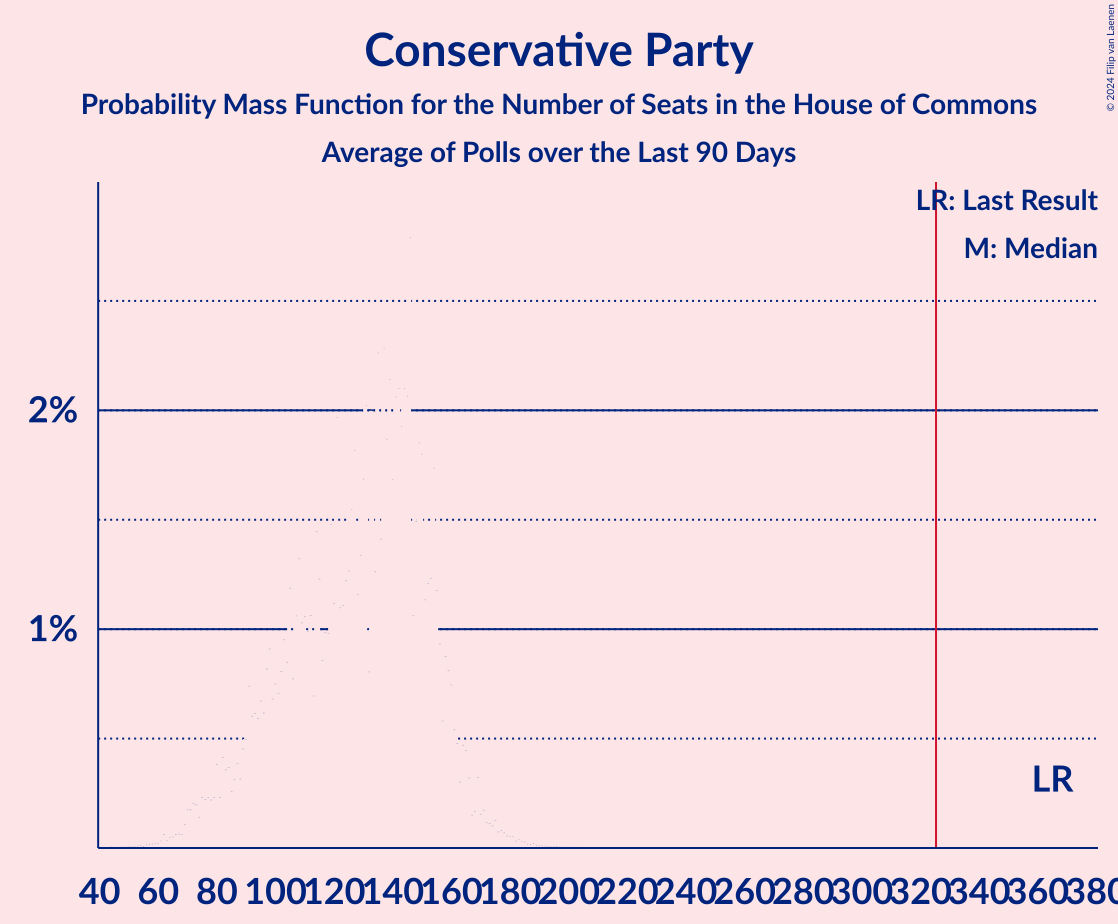 Conservative Party
Probability Mass Function for the Number of Seats in the House of Commons
Average of Polls over the Last 90 Days
© 2024 Filip van Laenen
LR: Last Result
M: Median
2%
1%
LR
40 60 80 100 120 140 160 180 200 220 240 260 280 300 320 340 360 380